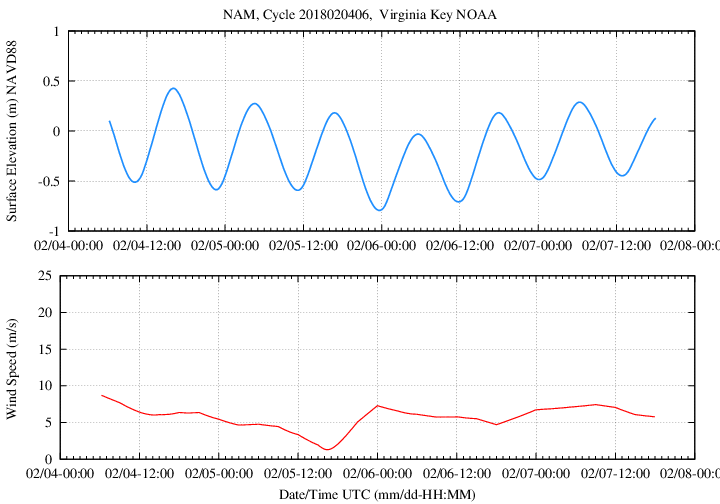 NAM, Cycle 2018020406,  Virginia Key NOAA
Surface Elevation (m) NAVD88
1
0.5
0
-0.5
-1
02/04-00:00 02/04-12:00 02/05-00:00 02/05-12:00 02/06-00:00 02/06-12:00 02/07-00:00 02/07-12:00 02/08-00:00
Wind Speed (m/s)
25
20
15
10
5
0
02/04-00:00 02/04-12:00 02/05-00:00 02/05-12:00 02/06-00:00 02/06-12:00 02/07-00:00 02/07-12:00 02/08-00:00
Date/Time UTC (mm/dd-HH:MM)